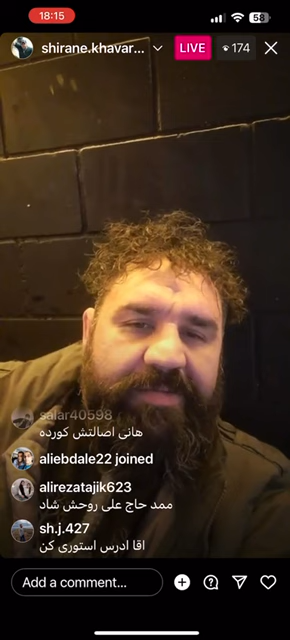 18:15
58
shirane.khavar...
LIVE
174
salar40598
هانی اصالتش کورده
aliebdale22 joined
alirezatajik623
ممد حاج علی روحش شاد
sh.j.427
اقا ادرس استوری کن
Add a comment...